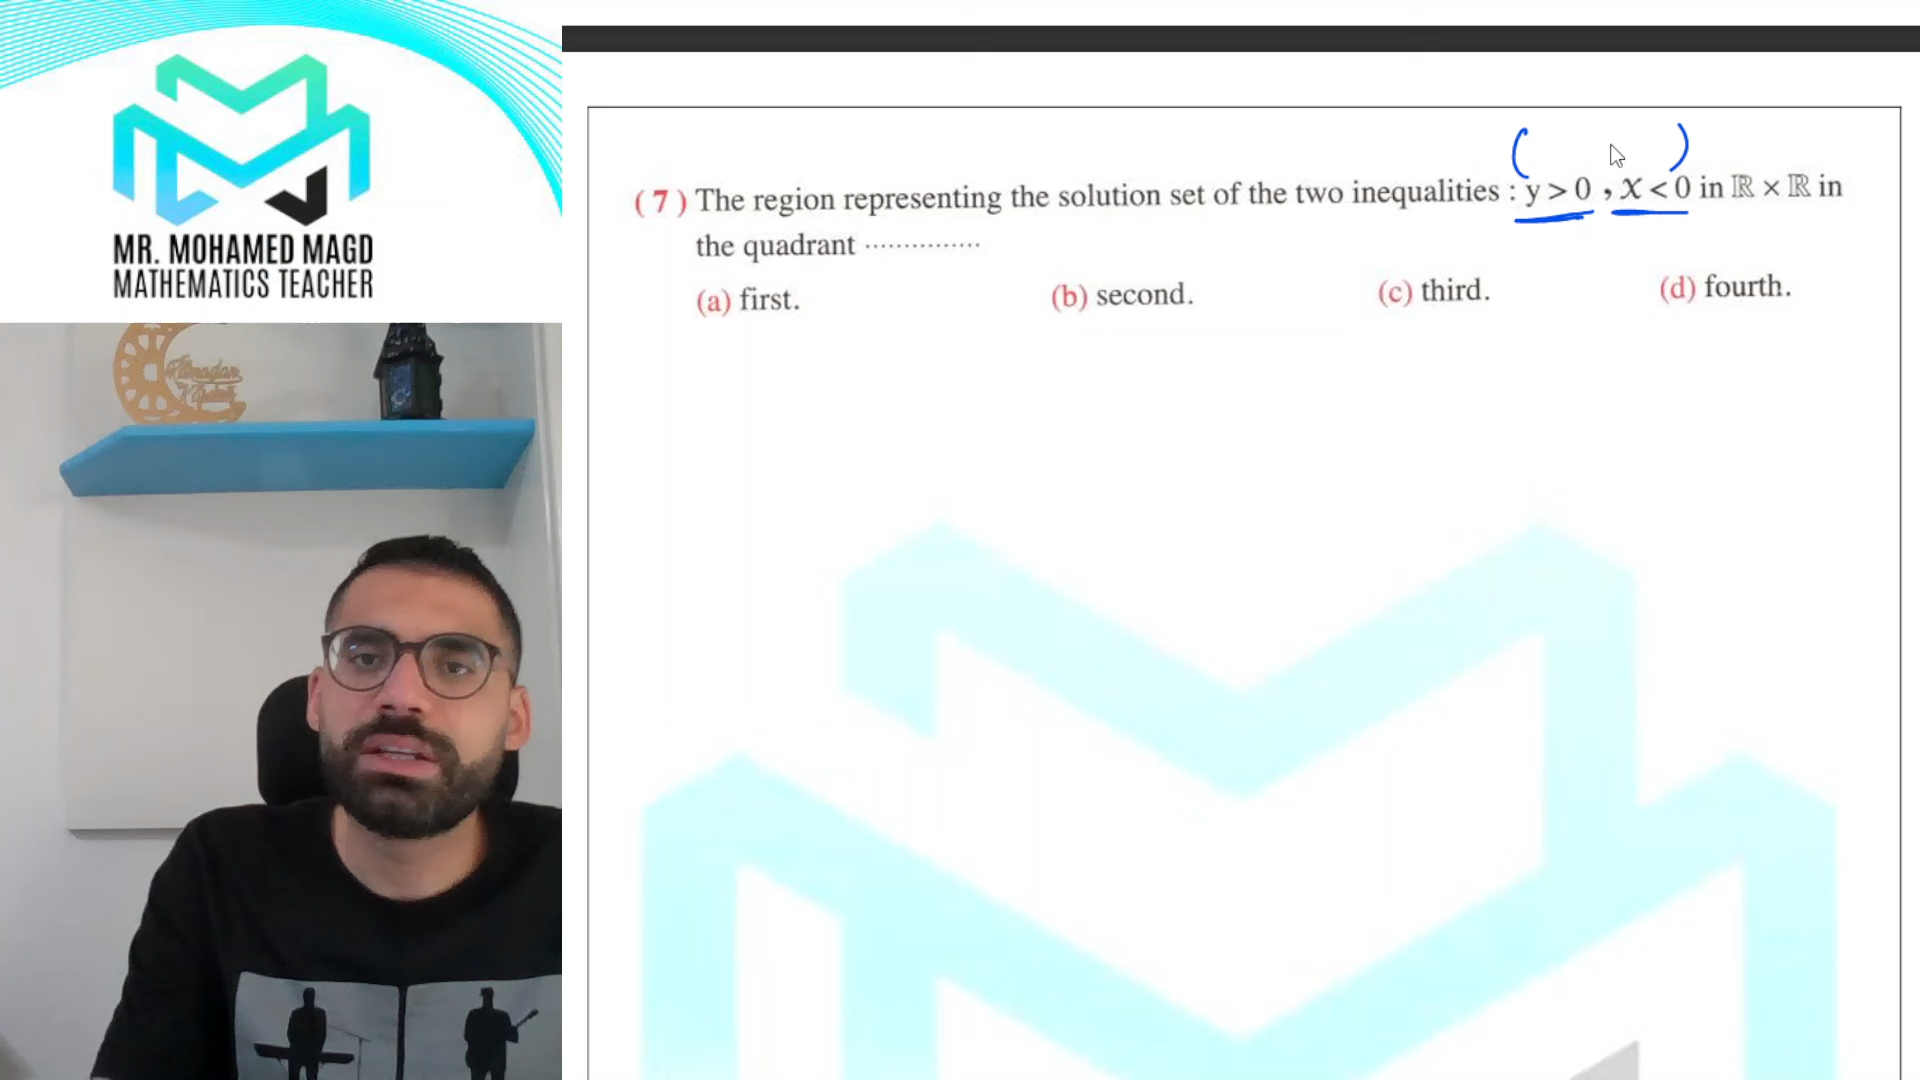 MR. MOHAMED MAGD
MATHEMATICS TEACHER
Ramadan
( )
( 7 ) The region representing the solution set of the two inequalities : y > 0 , x < 0 in ℝ × ℝ in
the quadrant ...............
(a) first.
(b) second.
(c) third.
(d) fourth.